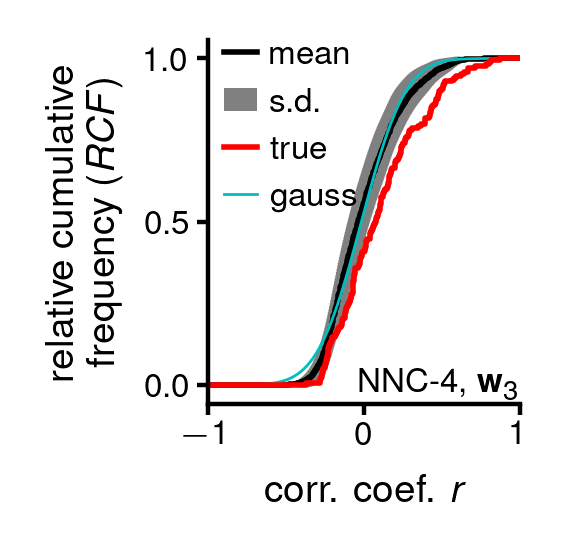 relative cumulative
frequency (RCF)
1.0
0.5
0.0
mean
s.d.
true
gauss
NNC-4, w₃
−1
0
1
corr. coef. r